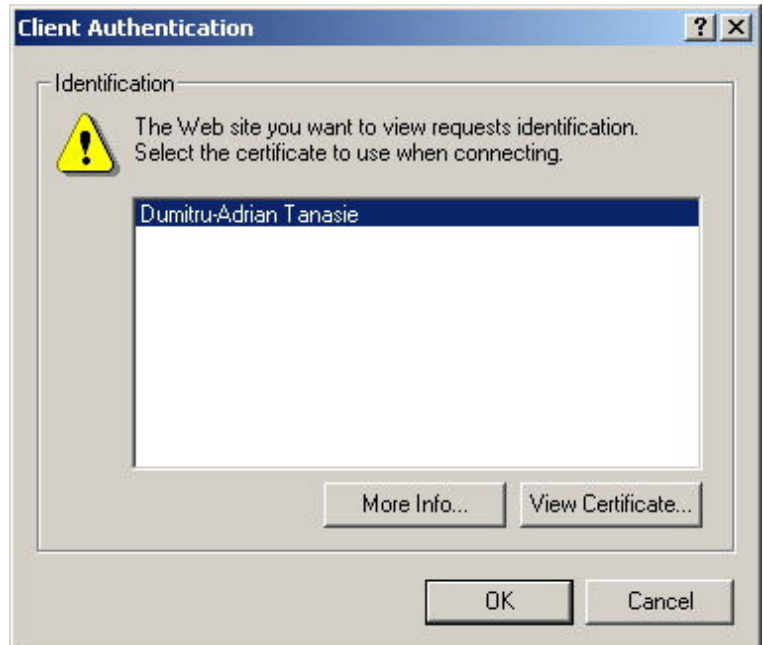 Client Authentication
Identification
The Web site you want to view requests identification.
Select the certificate to use when connecting.
Dumitru-Adrian Tanasie
More Info...
View Certificate...
OK
Cancel